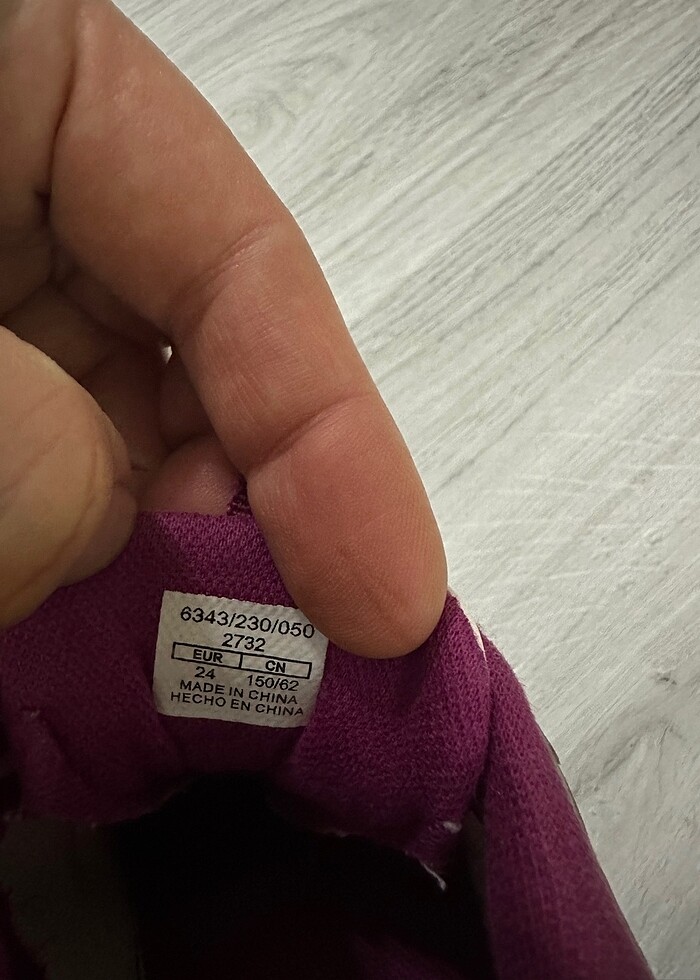 6343/230/050
2732
EUR CN
24 150/62
MADE IN CHINA
HECHO EN CHINA